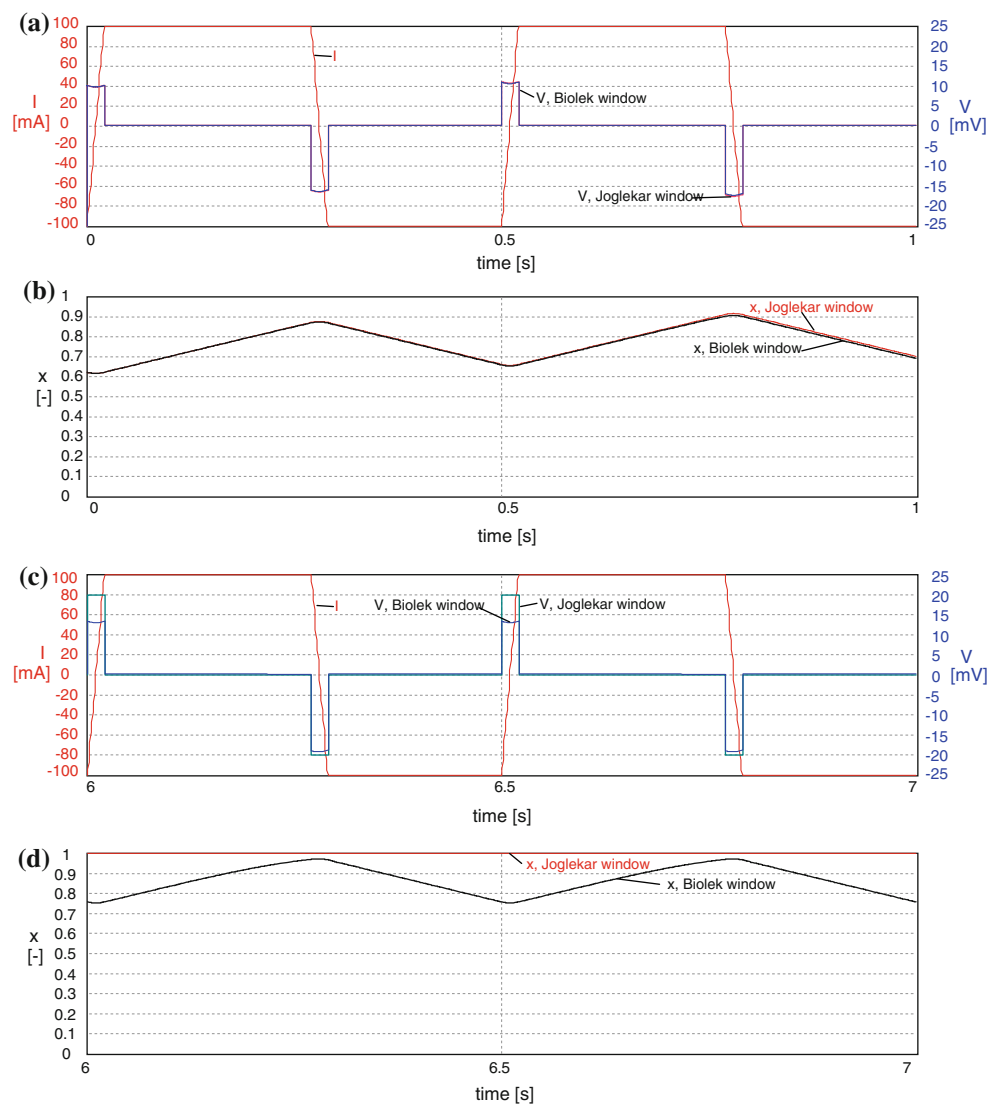 (a)
100
80
60
40
20
0
-20
-40
-60
-80
-100
I
[mA]
I
V, Biolek window
V, Joglekar window
25
20
15
10
5
0
-5
-10
-15
-20
-25
V
[mV]
0
0.5
1
time [s]
(b)
1
0.9
0.8
0.7
0.6
0.5
0.4
0.3
0.2
0.1
0
x
[-]
x, Joglekar window
x, Biolek window
0
0.5
1
time [s]
(c)
100
80
60
40
20
0
-20
-40
-60
-80
-100
I
[mA]
I
V, Biolek window
V, Joglekar window
25
20
15
10
5
0
-5
-10
-15
-20
-25
V
[mV]
6
6.5
7
time [s]
(d)
1
0.9
0.8
0.7
0.6
0.5
0.4
0.3
0.2
0.1
0
x
[-]
x, Joglekar window
x, Biolek window
6
6.5
7
time [s]